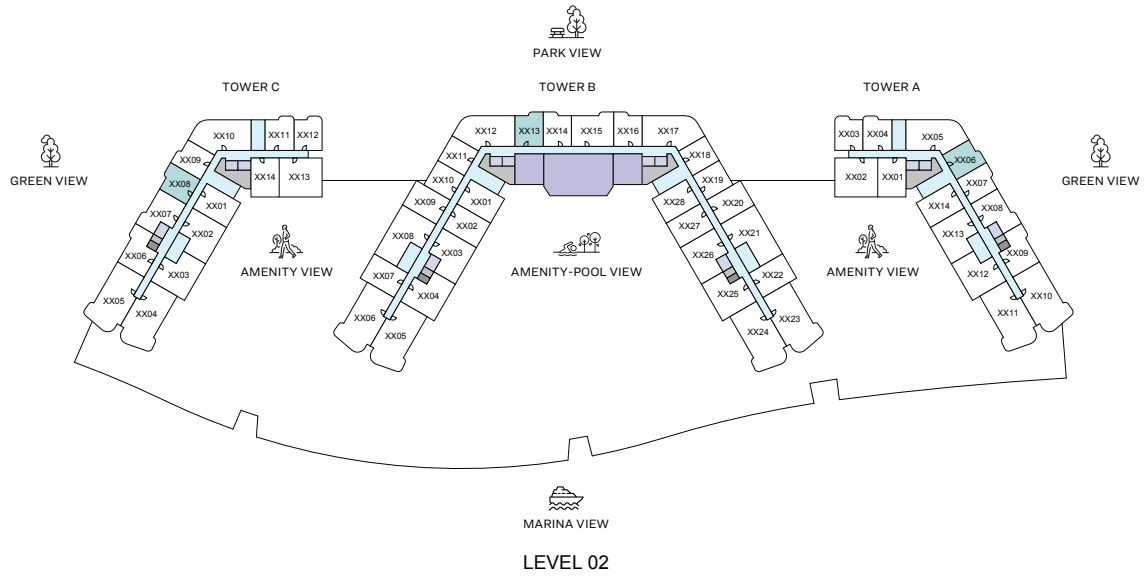 PARK VIEW
TOWER C
TOWER B
TOWER A
GREEN VIEW
GREEN VIEW
XX10
XX11
XX12
XX09
XX08
XX14
XX13
XX07
XX01
XX06
XX02
XX05
XX03
XX04
AMENITY VIEW
XX12
XX13
XX14
XX15
XX16
XX17
XX11
XX18
XX10
XX19
XX09
XX01
XX28
XX20
XX08
XX02
XX27
XX21
XX07
XX03
XX26
XX22
XX06
XX04
XX25
XX23
XX05
XX24
AMENITY-POOL VIEW
XX03
XX04
XX05
XX06
XX02
XX01
XX07
XX14
XX08
XX13
XX09
XX12
XX10
XX11
AMENITY VIEW
MARINA VIEW
LEVEL 02